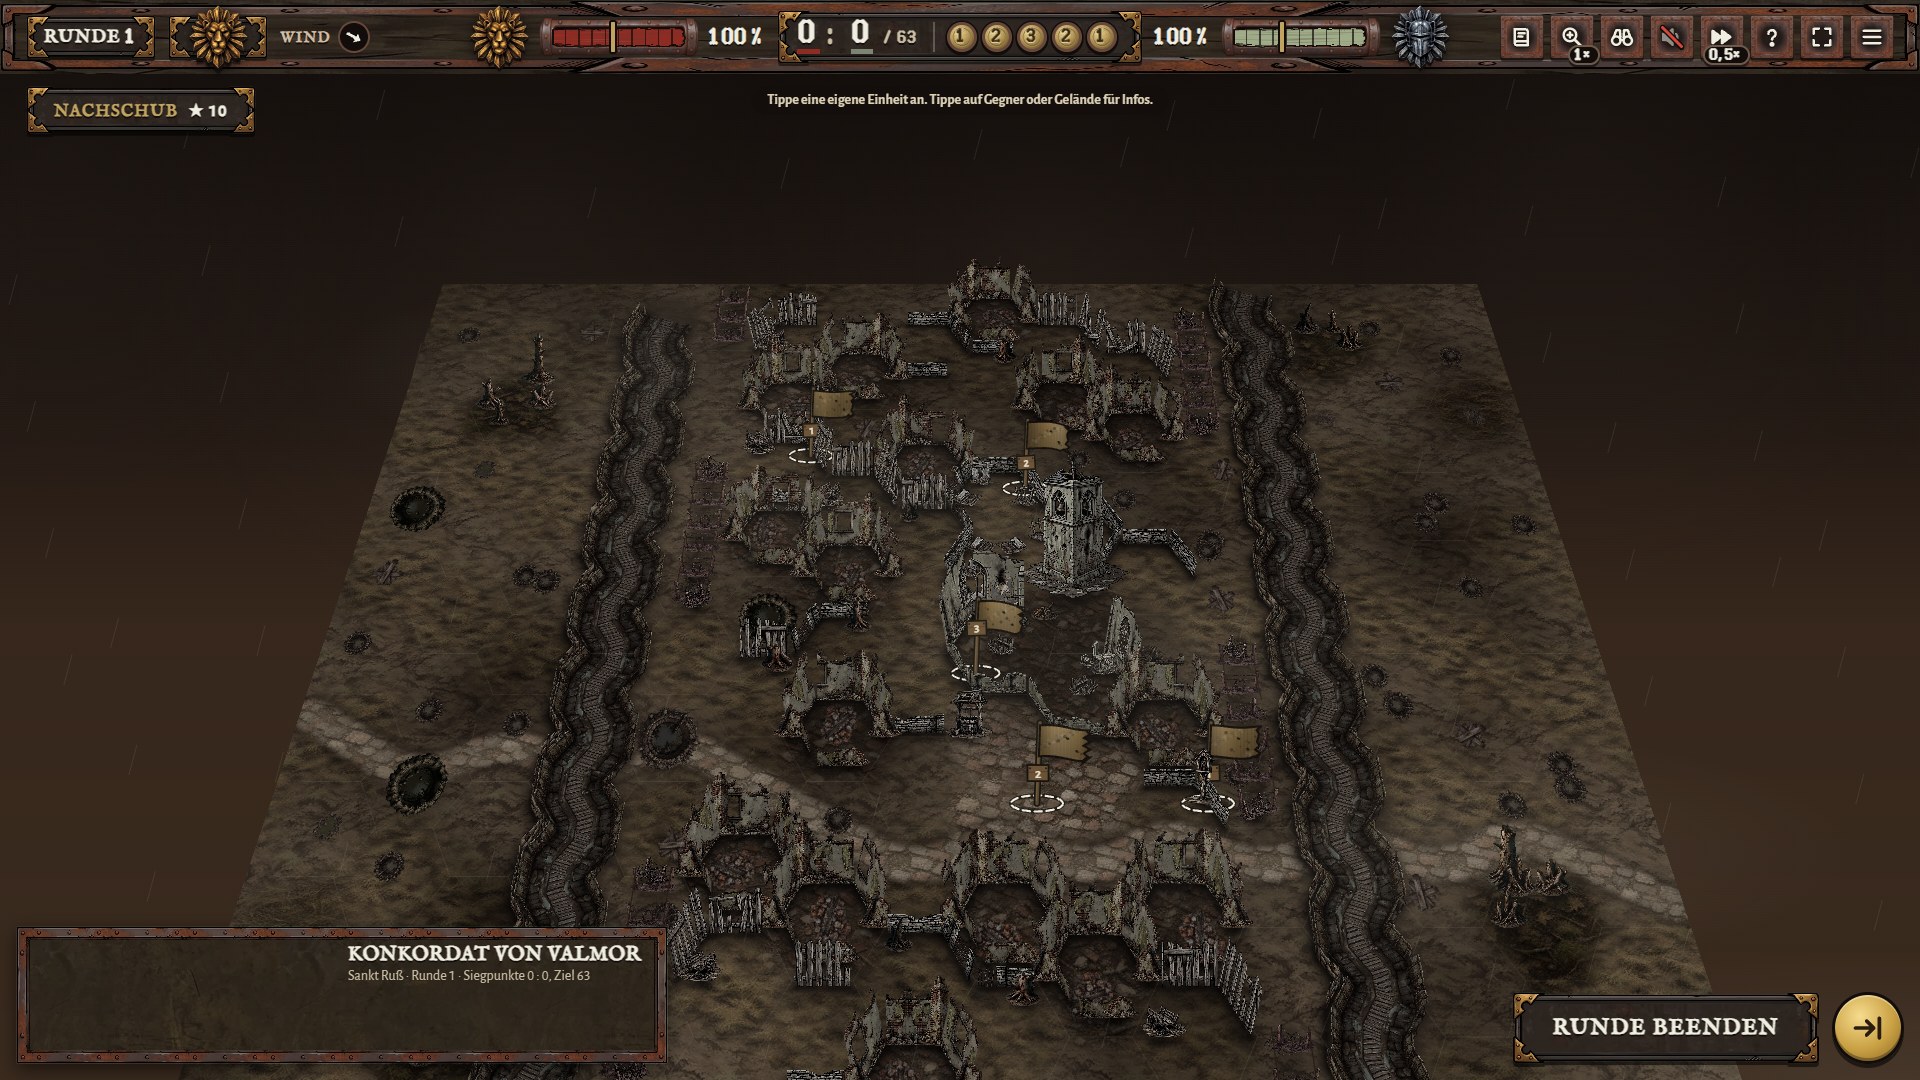 RUNDE 1
WIND
100 %
0 : 0 / 63
1 2 3 2 1
100 %
1×
0,5×
?
NACHSCHUB ★ 10
Tippe eine eigene Einheit an. Tippe auf Gegner oder Gelände für Infos.
1
2
3
2
KONKORDAT VON VALMOR
Sankt Ruß · Runde 1 · Siegpunkte 0 : 0, Ziel 63
RUNDE BEENDEN